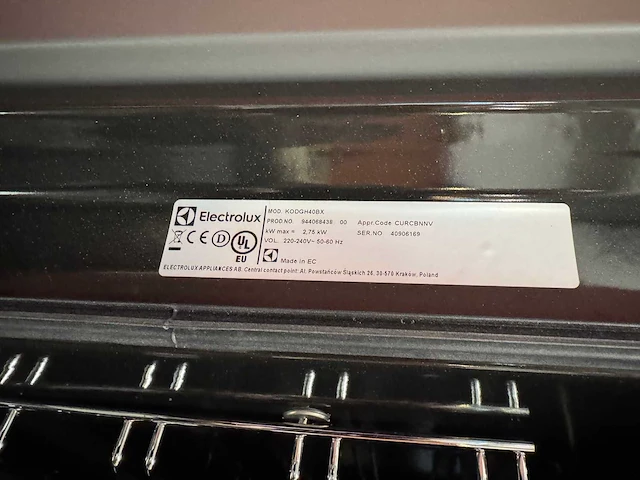 Electrolux
MOD. KODGH40BX
PROD.NO. 944068438 00 Appr.Code CURCBNNV
kW max = 2,75 kW SER.NO 40906169
VOL. 220-240V~ 50-60 Hz
CE D UL
EU
Made in EC
ELECTROLUX APPLIANCES AB, Central contact point: Al. Powstańców Śląskich 26, 30-570 Kraków, Poland